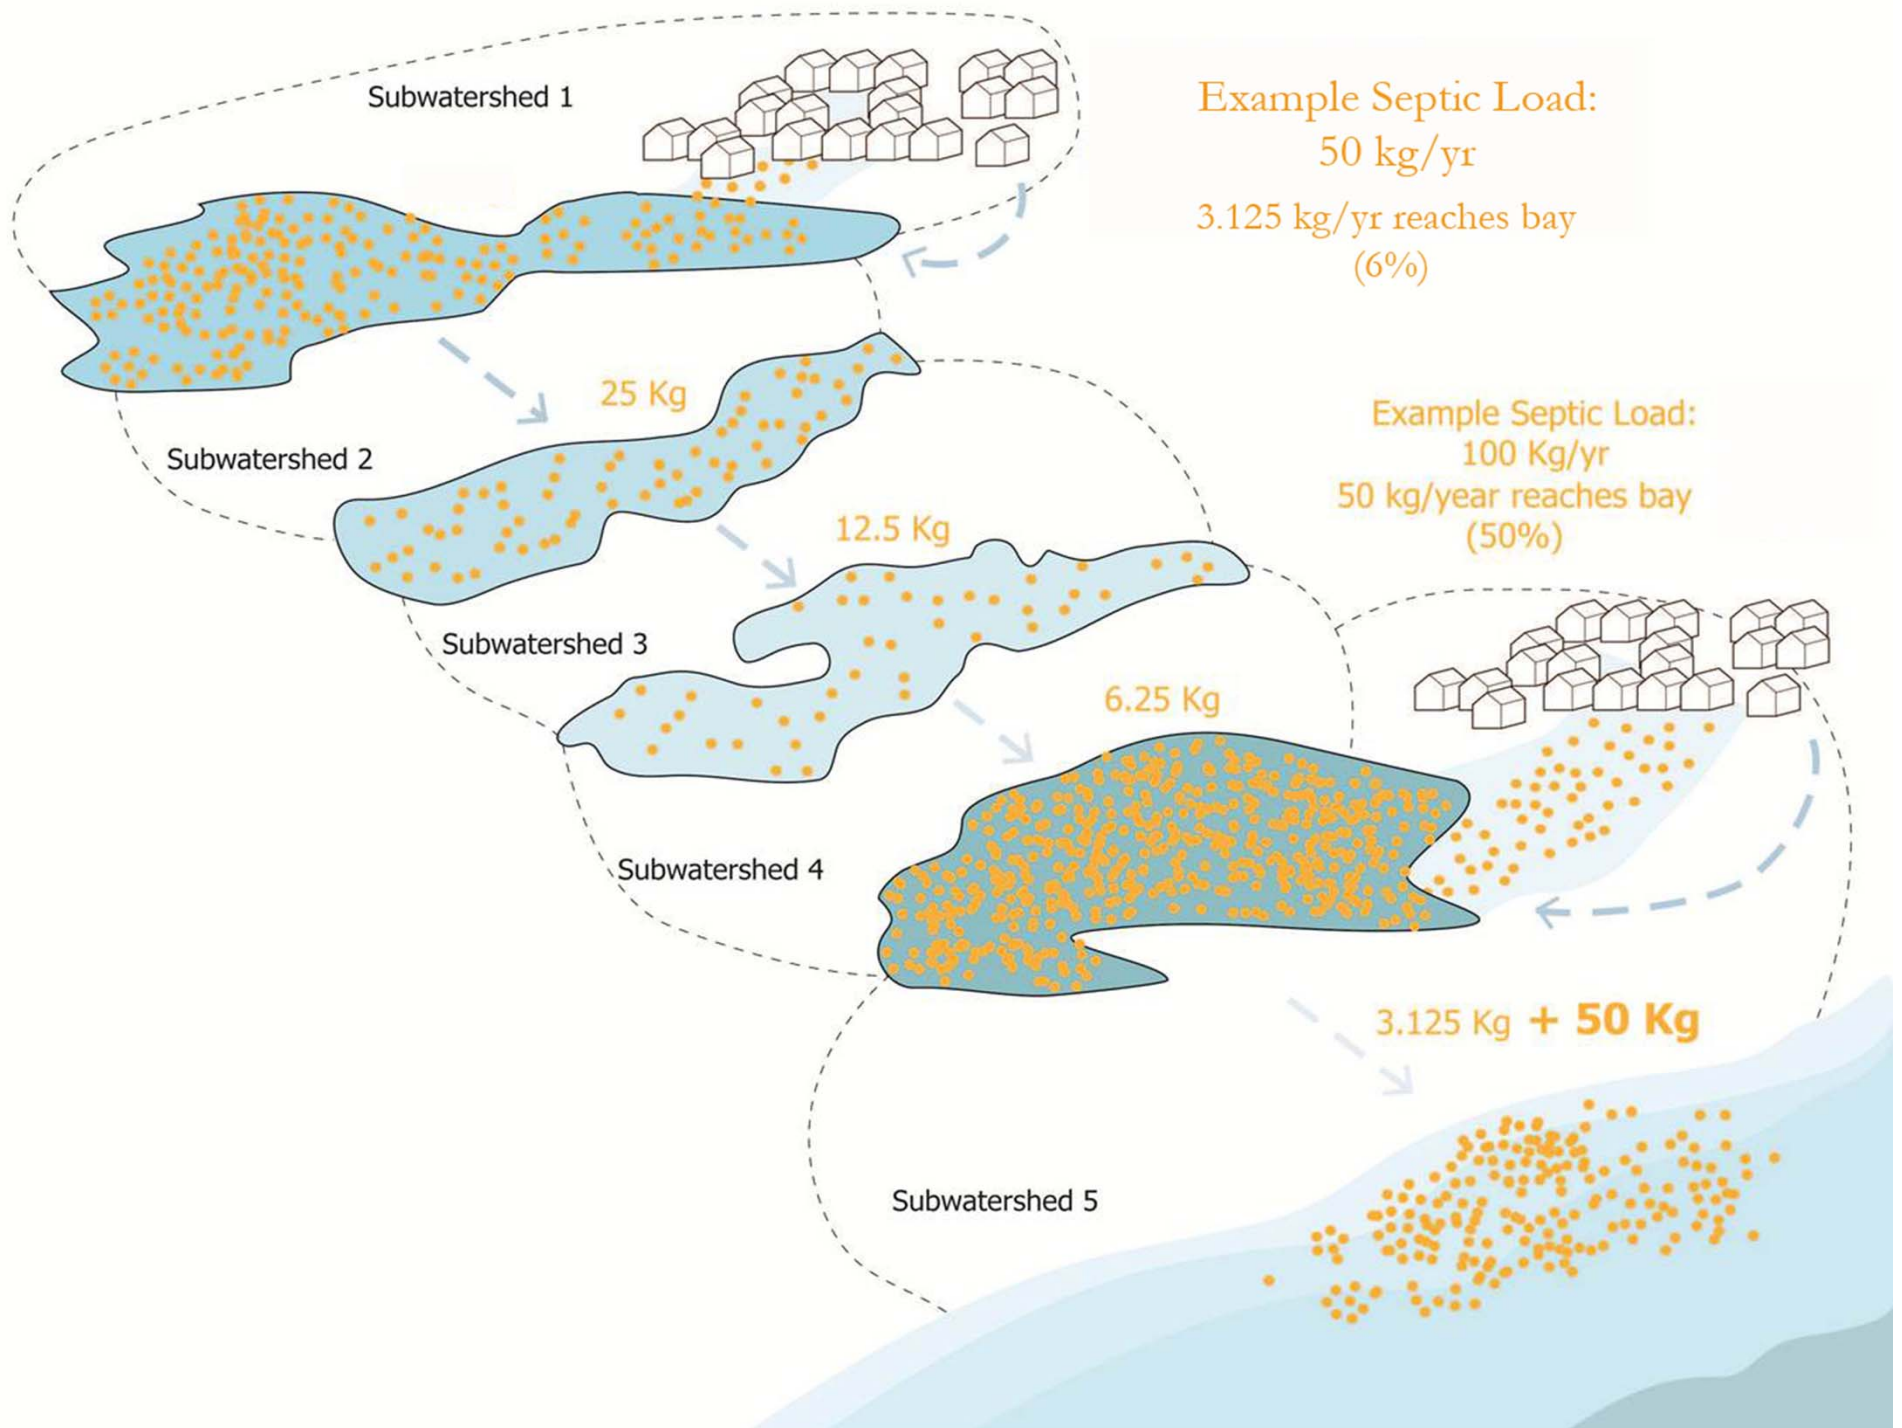 Subwatershed 1
Example Septic Load:
50 kg/yr
3.125 kg/yr reaches bay
(6%)
25 Kg
Subwatershed 2
Example Septic Load:
100 Kg/yr
50 kg/year reaches bay
(50%)
12.5 Kg
Subwatershed 3
6.25 Kg
Subwatershed 4
3.125 Kg + 50 Kg
Subwatershed 5